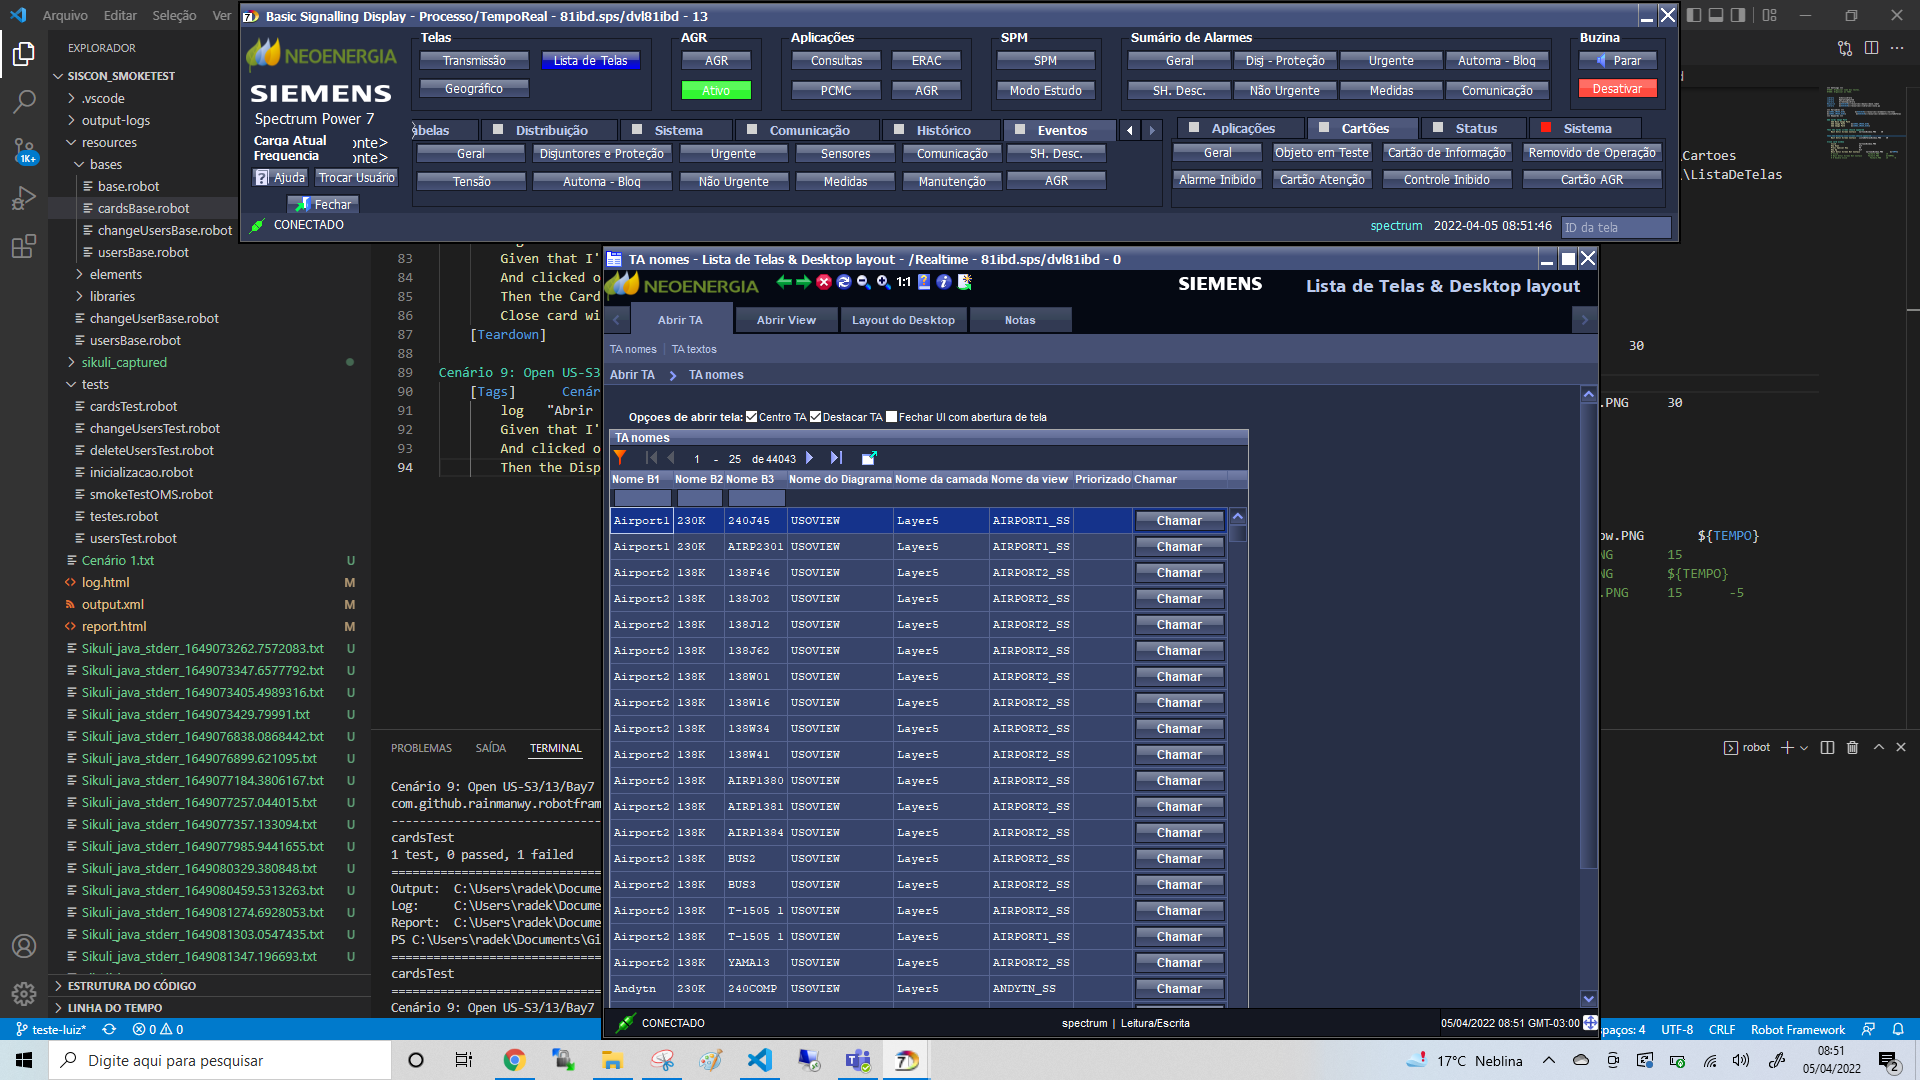 Arquivo Editar Seleção Ver
Basic Signalling Display - Processo/TempoReal - 81ibd.sps/dvl81ibd - 13
NEOENERGIA
SIEMENS
Spectrum Power 7
Carga Atual
Frequencia
onte>
onte>
Ajuda
Trocar Usuário
Fechar
CONECTADO
Telas
Transmissão
Lista de Telas
Geográfico
AGR
AGR
Ativo
Aplicações
Consultas
ERAC
PCMC
AGR
SPM
SPM
Modo Estudo
Sumário de Alarmes
Geral
Disj - Proteção
Urgente
Automa - Bloq
SH. Desc.
Não Urgente
Medidas
Comunicação
Buzina
Parar
Desativar
abelas
Distribuição
Sistema
Comunicação
Histórico
Eventos
Geral
Disjuntores e Proteção
Urgente
Sensores
Comunicação
SH. Desc.
Tensão
Automa - Bloq
Não Urgente
Medidas
Manutenção
AGR
Aplicações
Cartões
Status
Sistema
Geral
Objeto em Teste
Cartão de Informação
Removido de Operação
Alarme Inibido
Cartão Atenção
Controle Inibido
Cartão AGR
spectrum 2022-04-05 08:51:46
ID da tela
EXPLORADOR
SISCON_SMOKETEST
.vscode
output-logs
resources
bases
base.robot
cardsBase.robot
changeUsersBase.robot
usersBase.robot
elements
libraries
changeUserBase.robot
usersBase.robot
sikuli_captured
tests
cardsTest.robot
changeUsersTest.robot
deleteUsersTest.robot
inicializacao.robot
smokeTestOMS.robot
testes.robot
usersTest.robot
Cenário 1.txt U
log.html M
output.xml M
report.html M
Sikuli_java_stderr_1649073262.7572083.txt U
Sikuli_java_stderr_1649073347.6577792.txt U
Sikuli_java_stderr_1649073405.4989316.txt U
Sikuli_java_stderr_1649073429.79991.txt U
Sikuli_java_stderr_1649076838.0868442.txt U
Sikuli_java_stderr_1649076899.621095.txt U
Sikuli_java_stderr_1649077184.3806167.txt U
Sikuli_java_stderr_1649077257.044015.txt U
Sikuli_java_stderr_1649077357.133094.txt U
Sikuli_java_stderr_1649077985.9441655.txt U
Sikuli_java_stderr_1649080329.380848.txt U
Sikuli_java_stderr_1649080459.5313263.txt U
Sikuli_java_stderr_1649081274.6928053.txt U
Sikuli_java_stderr_1649081303.0547435.txt U
Sikuli_java_stderr_1649081347.196693.txt U
ESTRUTURA DO CÓDIGO
LINHA DO TEMPO
1K+
83 Given that I'
84 And clicked o
85 Then the Card
86 Close card wi
87 [Teardown]
88
89 Cenário 9: Open US-S3
90 [Tags] Cenár
91 log "Abrir
92 Given that I'
93 And clicked o
94 Then the Disp
\Cartoes
\ListaDeTelas
30
.PNG 30
ow.PNG ${TEMPO}
NG 15
NG ${TEMPO}
.PNG 15 -5
PROBLEMAS SAÍDA TERMINAL
robot
Cenário 9: Open US-S3/13/Bay7
com.github.rainmanwy.robotfram
cardsTest
1 test, 0 passed, 1 failed
Output: C:\Users\radek\Docume
Log: C:\Users\radek\Docume
Report: C:\Users\radek\Docume
PS C:\Users\radek\Documents\Gi
cardsTest
Cenário 9: Open US-S3/13/Bay7
TA nomes - Lista de Telas & Desktop layout - /Realtime - 81ibd.sps/dvl81ibd - 0
NEOENERGIA
1:1
SIEMENS
Lista de Telas & Desktop layout
Abrir TA
Abrir View
Layout do Desktop
Notas
TA nomes TA textos
Abrir TA TA nomes
Opçoes de abrir tela: Centro TA Destacar TA Fechar UI com abertura de tela
TA nomes
1 - 25 de 44043
Nome B1 Nome B2 Nome B3 Nome do Diagrama Nome da camada Nome da view Priorizado Chamar
Airport1 230K 240J45 USOVIEW Layer5 AIRPORT1_SS Chamar
Airport1 230K AIRP2301 USOVIEW Layer5 AIRPORT1_SS Chamar
Airport2 138K 138F46 USOVIEW Layer5 AIRPORT2_SS Chamar
Airport2 138K 138J02 USOVIEW Layer5 AIRPORT2_SS Chamar
Airport2 138K 138J12 USOVIEW Layer5 AIRPORT2_SS Chamar
Airport2 138K 138J62 USOVIEW Layer5 AIRPORT2_SS Chamar
Airport2 138K 138W01 USOVIEW Layer5 AIRPORT2_SS Chamar
Airport2 138K 138W16 USOVIEW Layer5 AIRPORT2_SS Chamar
Airport2 138K 138W34 USOVIEW Layer5 AIRPORT2_SS Chamar
Airport2 138K 138W41 USOVIEW Layer5 AIRPORT2_SS Chamar
Airport2 138K AIRP1380 USOVIEW Layer5 AIRPORT2_SS Chamar
Airport2 138K AIRP1381 USOVIEW Layer5 AIRPORT2_SS Chamar
Airport2 138K AIRP1384 USOVIEW Layer5 AIRPORT2_SS Chamar
Airport2 138K BUS2 USOVIEW Layer5 AIRPORT2_SS Chamar
Airport2 138K BUS3 USOVIEW Layer5 AIRPORT2_SS Chamar
Airport2 138K T-1505 1 USOVIEW Layer5 AIRPORT2_SS Chamar
Airport2 138K T-1505 1 USOVIEW Layer5 AIRPORT1_SS Chamar
Airport2 138K YAMA13 USOVIEW Layer5 AIRPORT2_SS Chamar
Andytn 230K 240COMP USOVIEW Layer5 ANDYTN_SS Chamar
CONECTADO
spectrum | Leitura/Escrita
05/04/2022 08:51 GMT-03:00
teste-luiz* 0 0
paços: 4 UTF-8 CRLF Robot Framework
Digite aqui para pesquisar
17°C Neblina
08:51
05/04/2022
2